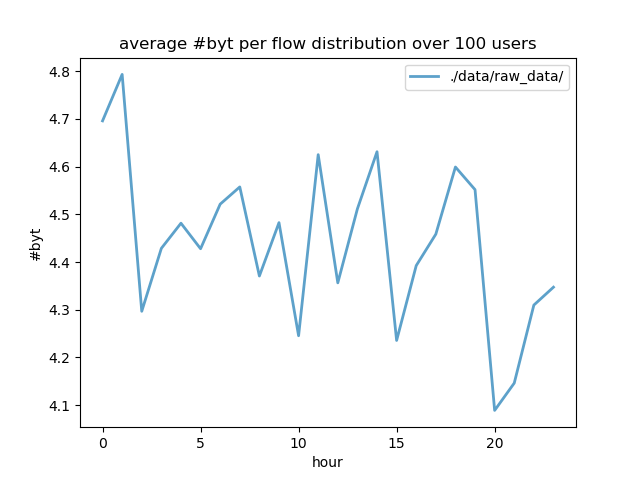 average #byt per flow distribution over 100 users
./data/raw_data/
4.8
4.7
4.6
4.5
4.4
4.3
4.2
4.1
#byt
0 5 10 15 20
hour